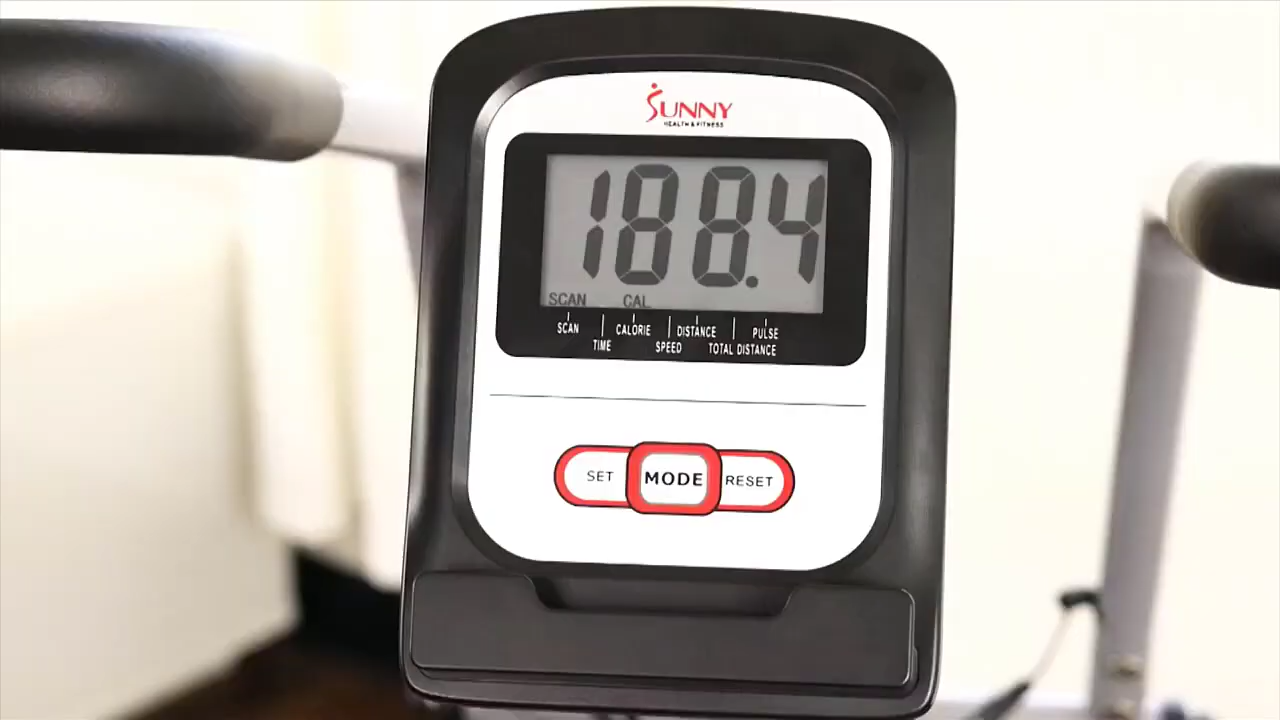 SUNNY
HEALTH & FITNESS
188.4
SCAN CAL
SCAN CALORIE DISTANCE PULSE
TIME SPEED TOTAL DISTANCE
SET MODE RESET